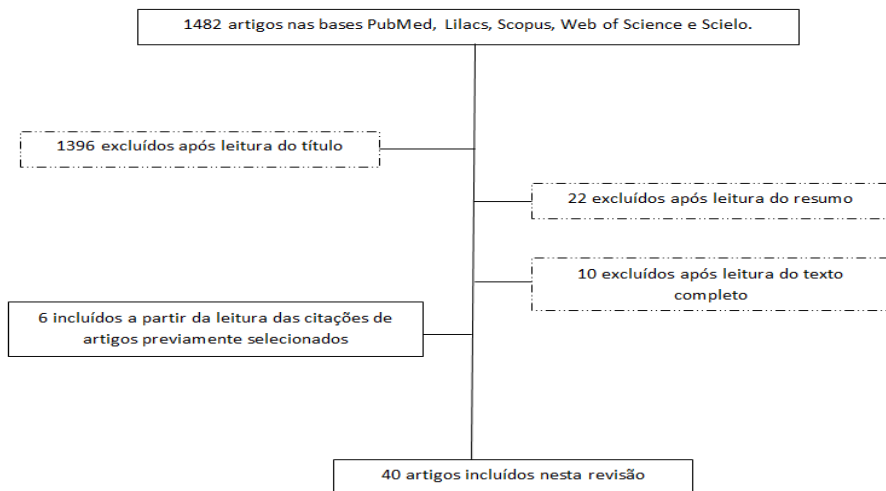 1482 artigos nas bases PubMed, Lilacs, Scopus, Web of Science e Scielo.
1396 excluídos após leitura do título
22 excluídos após leitura do resumo
10 excluídos após leitura do texto
completo
6 incluídos a partir da leitura das citações de
artigos previamente selecionados
40 artigos incluídos nesta revisão